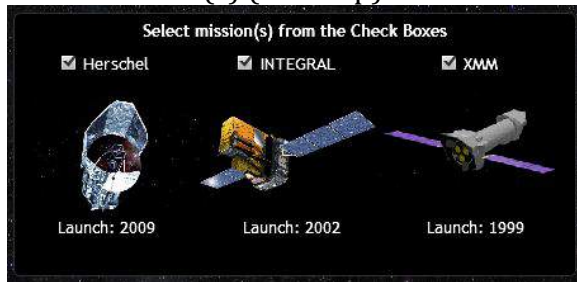 Select mission(s) from the Check Boxes
Herschel INTEGRAL XMM
Launch: 2009 Launch: 2002 Launch: 1999